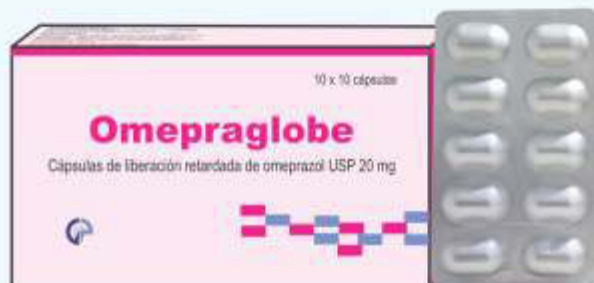 10 x 10 cápsulas
Omepraglobe
Cápsulas de liberación retardada de omeprazol USP 20 mg